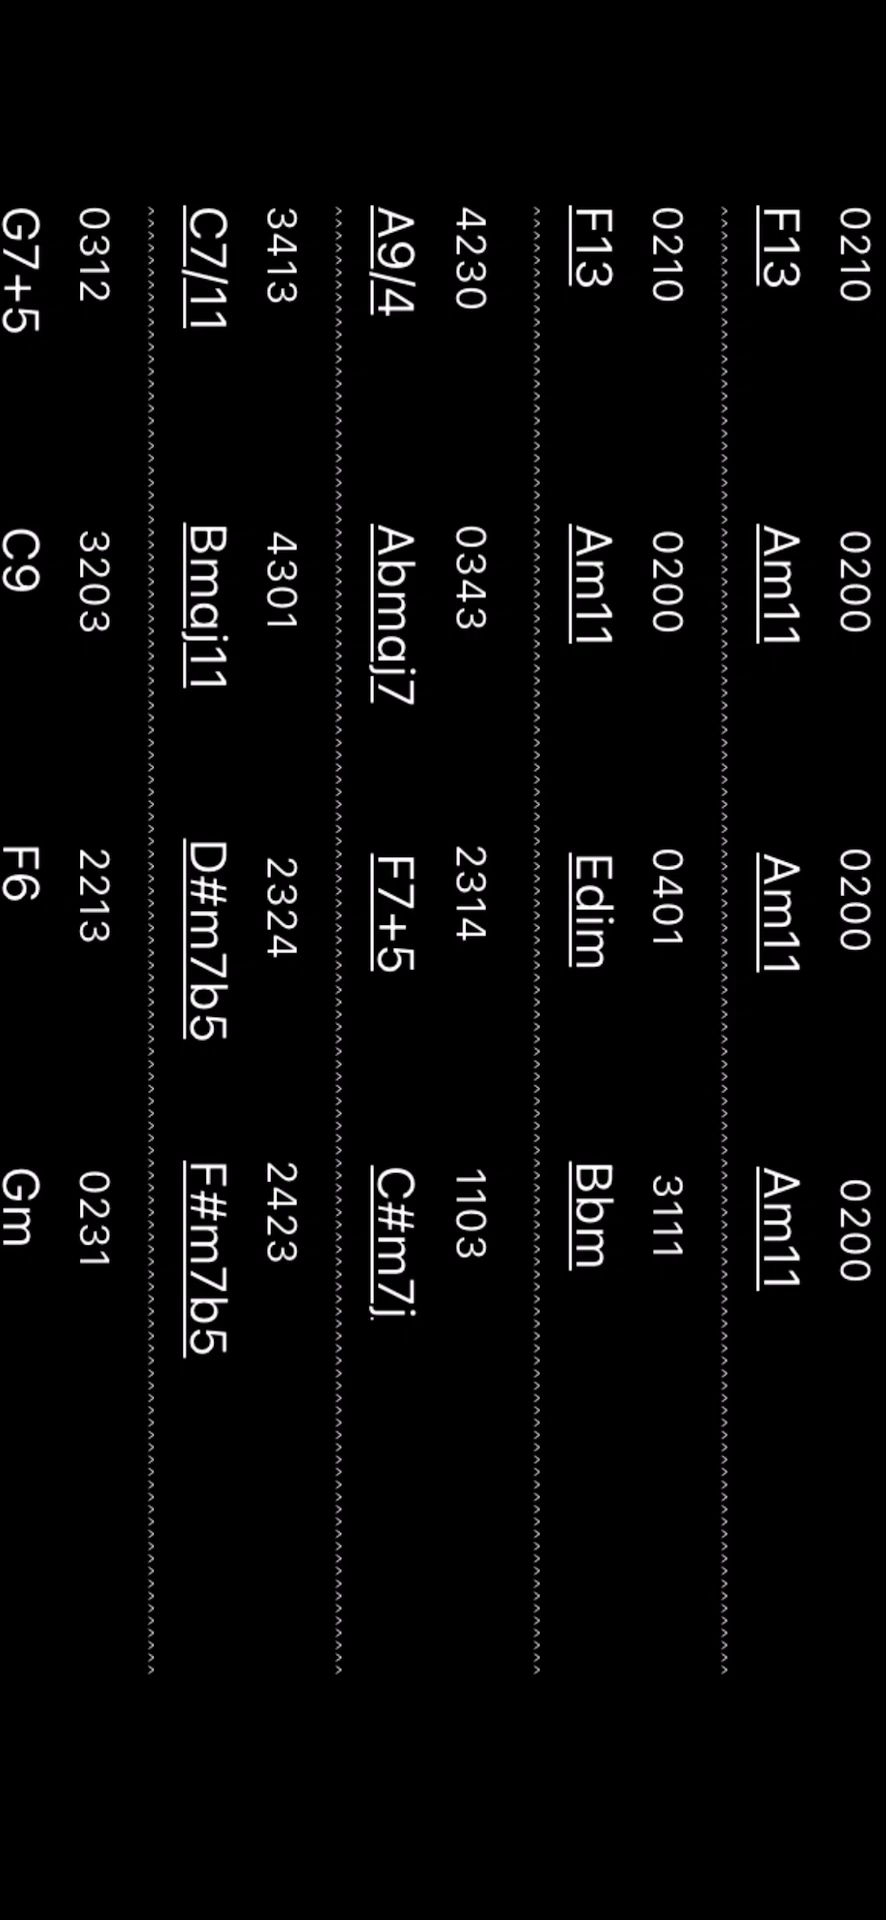 0210 0200 0200 0200
F13 Am11 Am11 Am11
0210 0200 0401 3111
F13 Am11 Edim Bbm
4230 0343 2314 1103
A9/4 Abmaj7 F7+5 C#m7j
3413 4301 2324 2423
C7/11 Bmaj11 D#m7b5 F#m7b5
0312 3203 2213 0231
G7+5 C9 F6 Gm